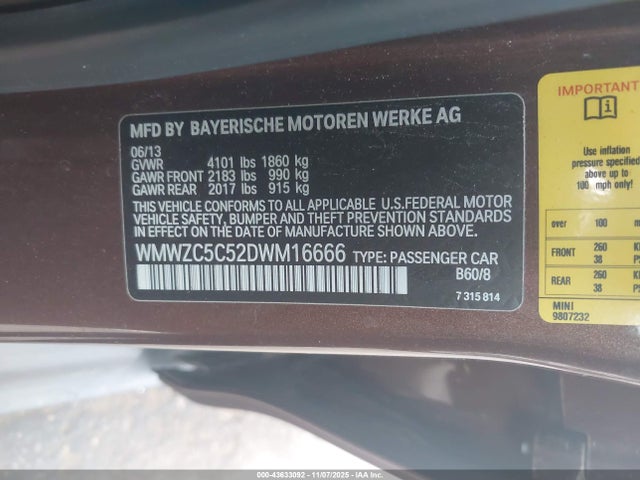 MFD BY BAYERISCHE MOTOREN WERKE AG
06/13
GVWR 4101 lbs 1860 kg
GAWR FRONT 2183 lbs 990 kg
GAWR REAR 2017 lbs 915 kg
THIS VEHICLE CONFORMS TO ALL APPLICABLE U.S.FEDERAL MOTOR
VEHICLE SAFETY, BUMPER AND THEFT PREVENTION STANDARDS
IN EFFECT ON THE DATE OF MANUFACTURE SHOWN ABOVE.
WMWZC5C52DWM16666 TYPE: PASSENGER CAR
B60/8
7 315 814
IMPORTANT
Use inflation
pressure specified
at speeds above
100 mph only!
over 100
FRONT 260
38
REAR 260
38
MINI
9807232
000-43633092 - 11/07/2025 - IAA Inc.